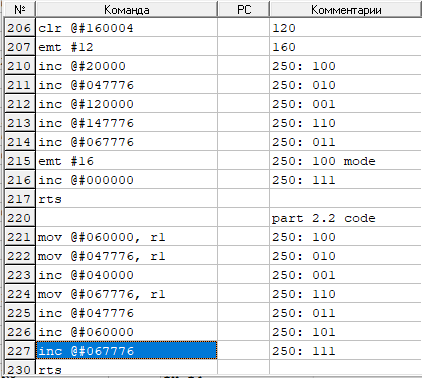 № Команда PC Комментарии
206 clr @#160004 120
207 emt #12 160
210 inc @#140000 250: 100
211 inc @#047776 250: 010
212 inc @#120000 250: 001
213 inc @#147776 250: 110
214 inc @#067776 250: 011
215 emt #16 250: 100 mode
216 inc @#000000 250: 111
217 rts
220 part 2.2 code
221 mov @#060000, r1 250: 100
222 mov @#047776, r1 250: 010
223 inc @#040000 250: 001
224 mov @#067776, r1 250: 110
225 inc @#047776 250: 011
226 inc @#060000 250: 101
227 inc @#067776 250: 111
230 rts